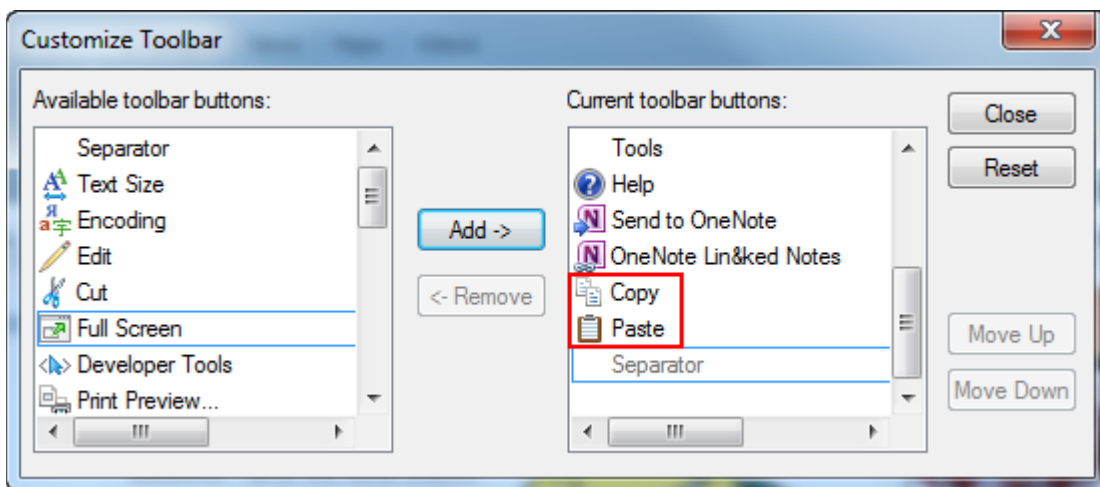 Customize Toolbar
Available toolbar buttons:
Separator
Text Size
Encoding
Edit
Cut
Full Screen
Developer Tools
Print Preview...
Add ->
<- Remove
Current toolbar buttons:
Tools
Help
Send to OneNote
OneNote Lin&ked Notes
Copy
Paste
Separator
Close
Reset
Move Up
Move Down